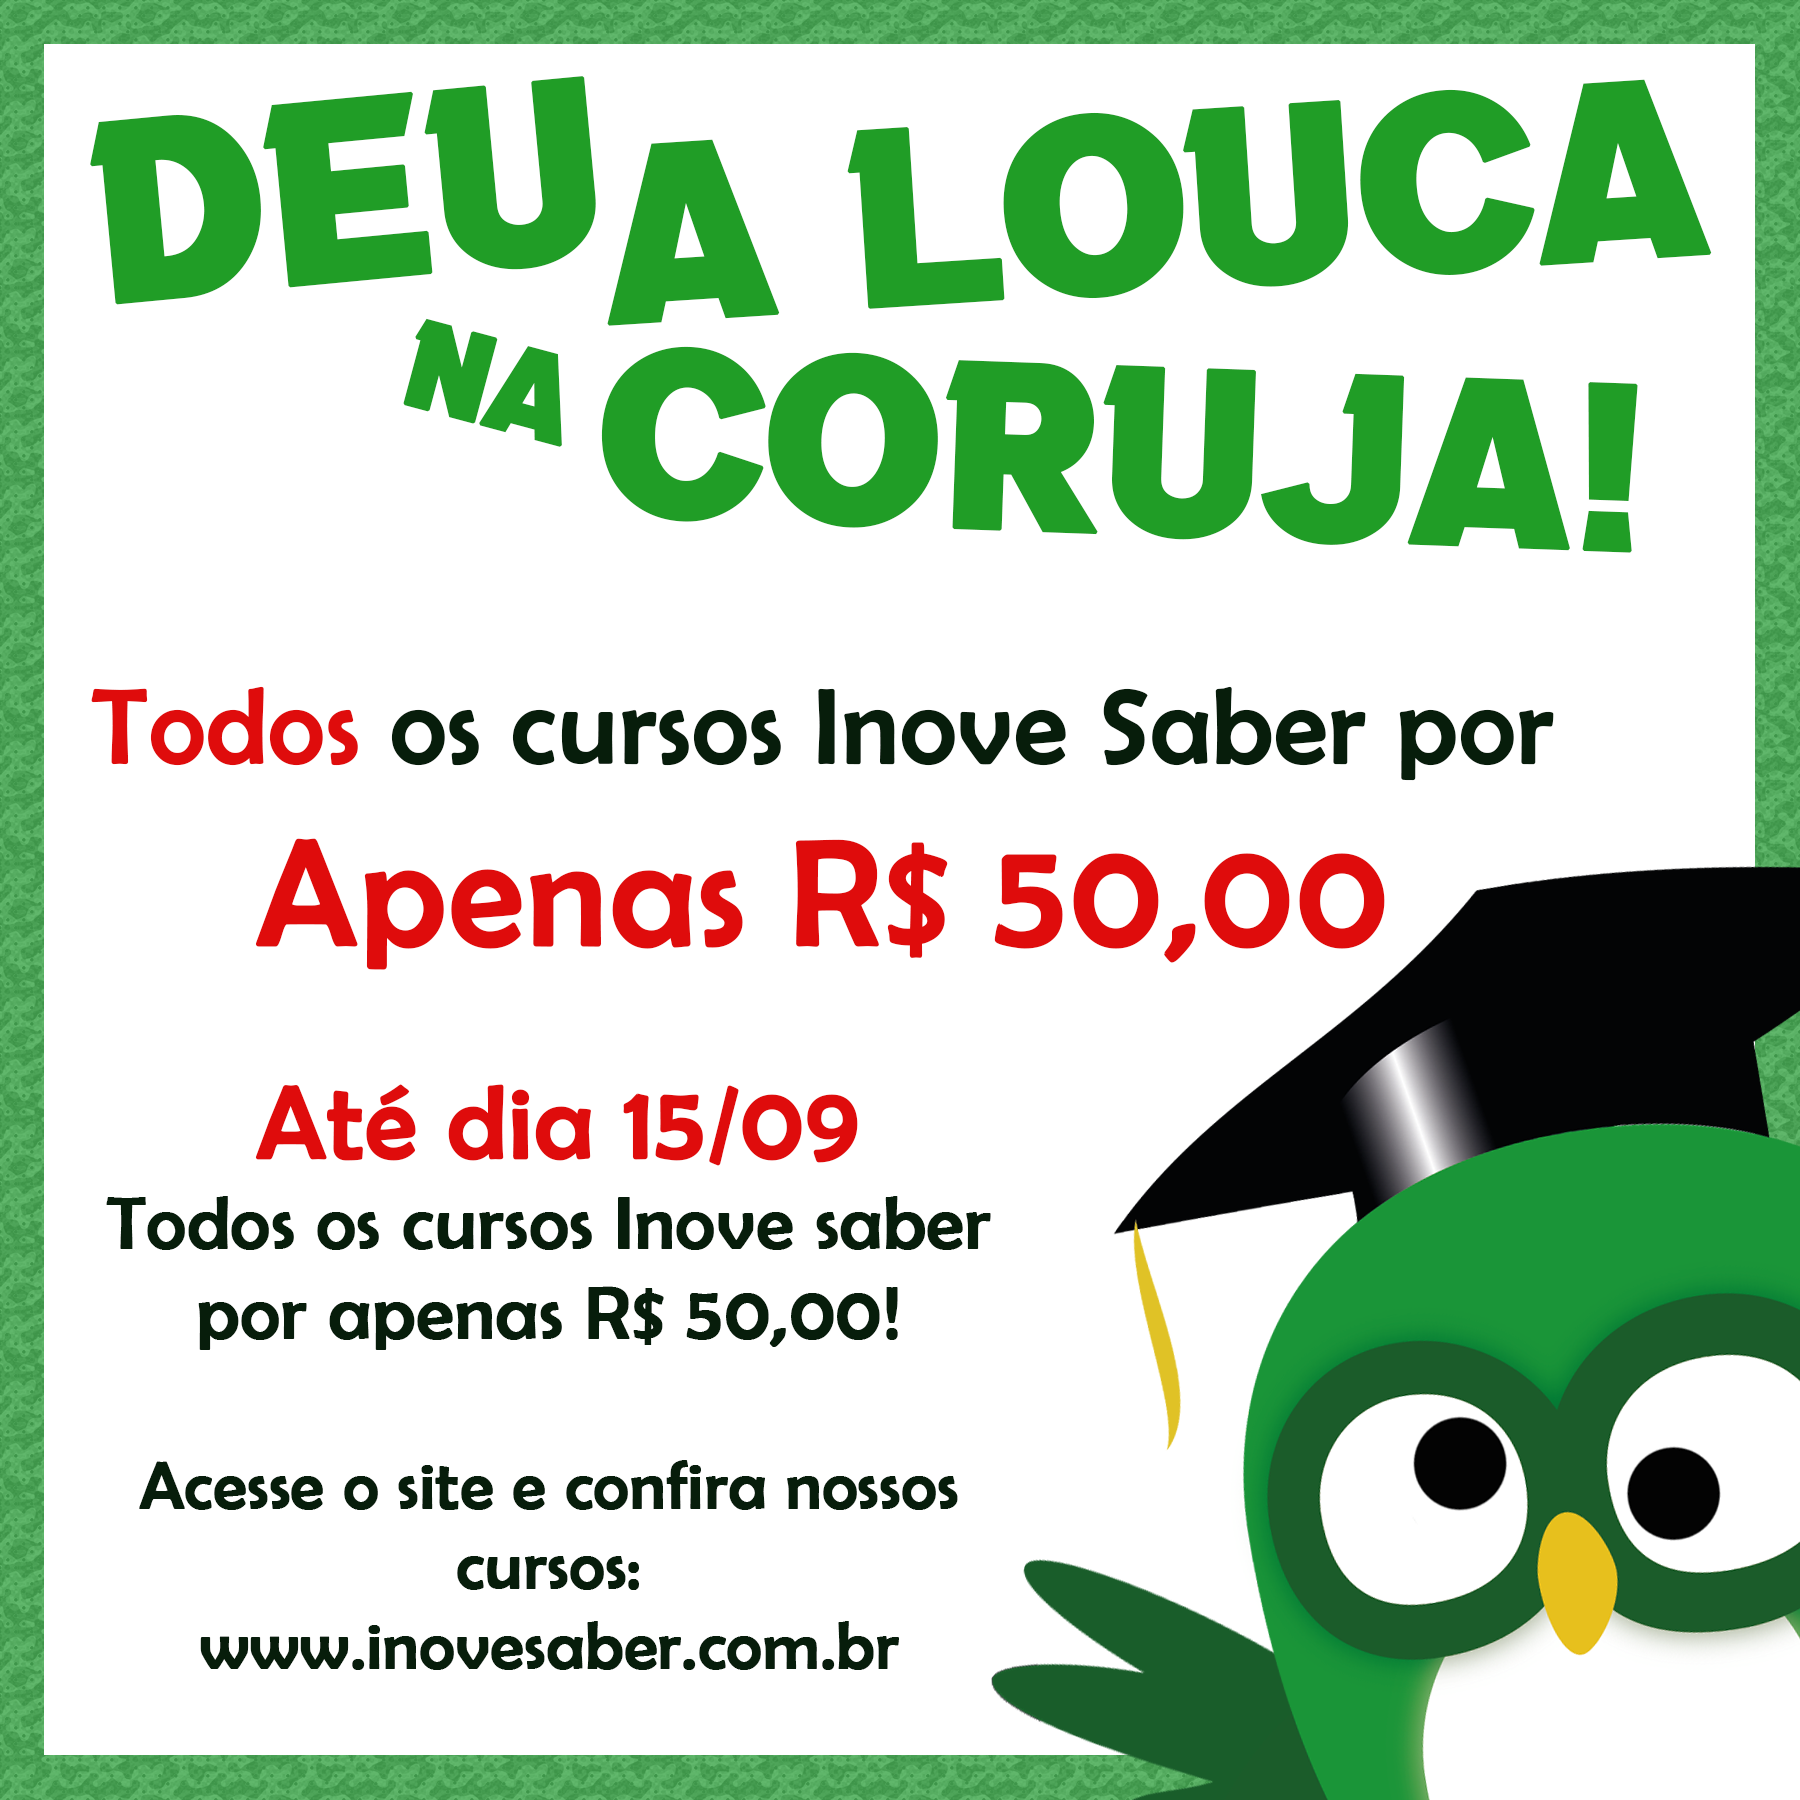 DEU A LOUCA
NA CORUJA!
Todos os cursos Inove Saber por
Apenas R$ 50,00
Até dia 15/09
Todos os cursos Inove saber
por apenas R$ 50,00!
Acesse o site e confira nossos
cursos:
www.inovesaber.com.br